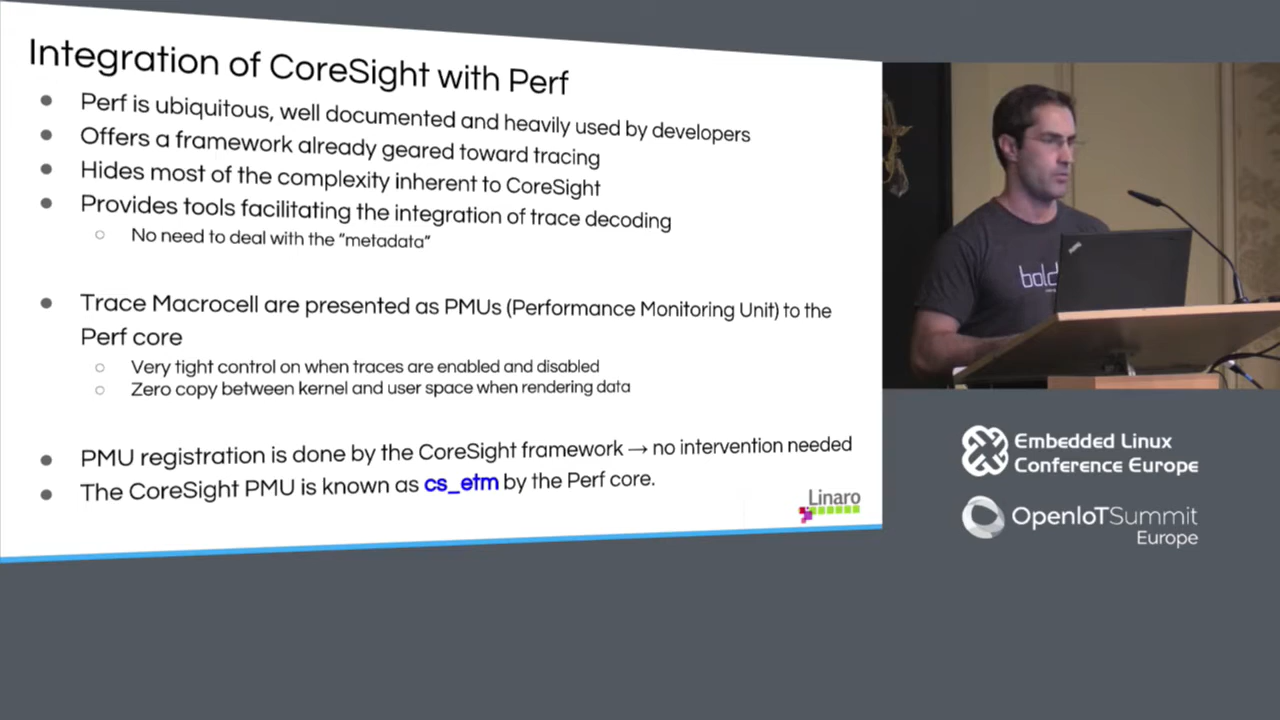 Integration of CoreSight with Perf
Perf is ubiquitous, well documented and heavily used by developers
Offers a framework already geared toward tracing
Hides most of the complexity inherent to CoreSight
Provides tools facilitating the integration of trace decoding
No need to deal with the “metadata”
Trace Macrocell are presented as PMUs (Performance Monitoring Unit) to the
Perf core
Very tight control on when traces are enabled and disabled
Zero copy between kernel and user space when rendering data
PMU registration is done by the CoreSight framework → no intervention needed
The CoreSight PMU is known as cs_etm by the Perf core.
Linaro
bold
Embedded Linux
Conference Europe
OpenIoTSummit
Europe